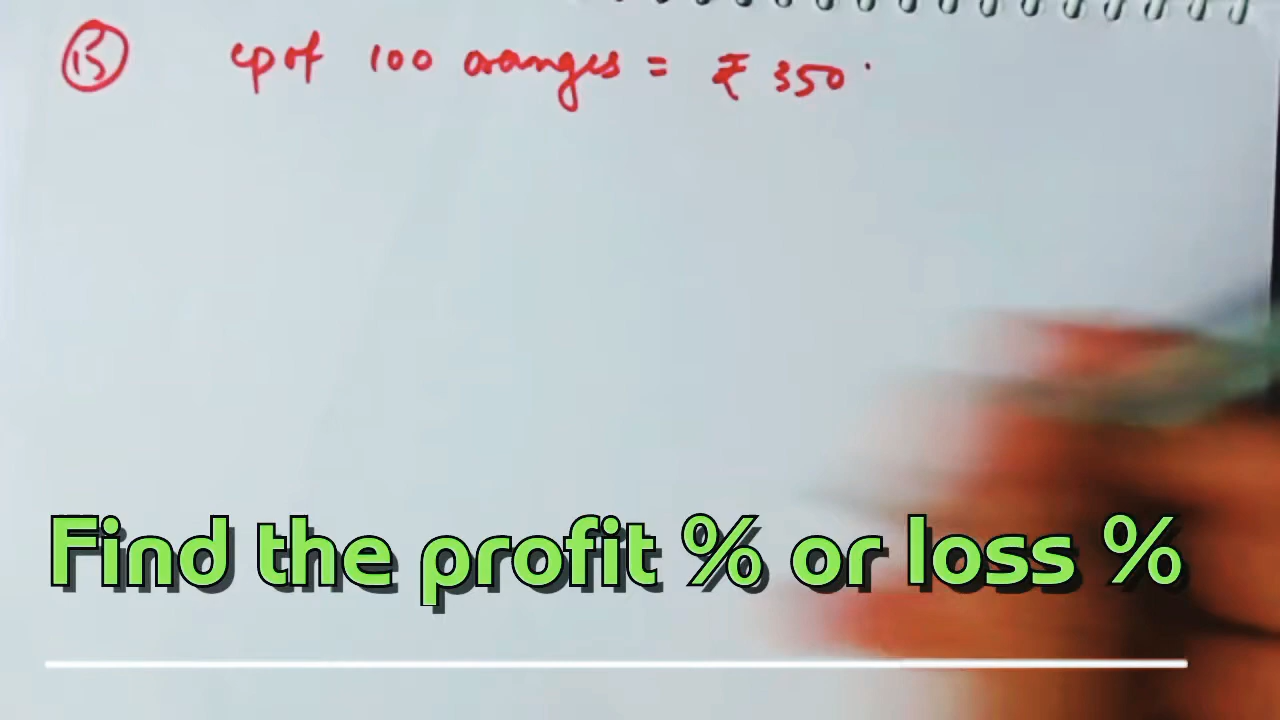 15 cp of 100 oranges = ₹ 350
Find the profit % or loss %